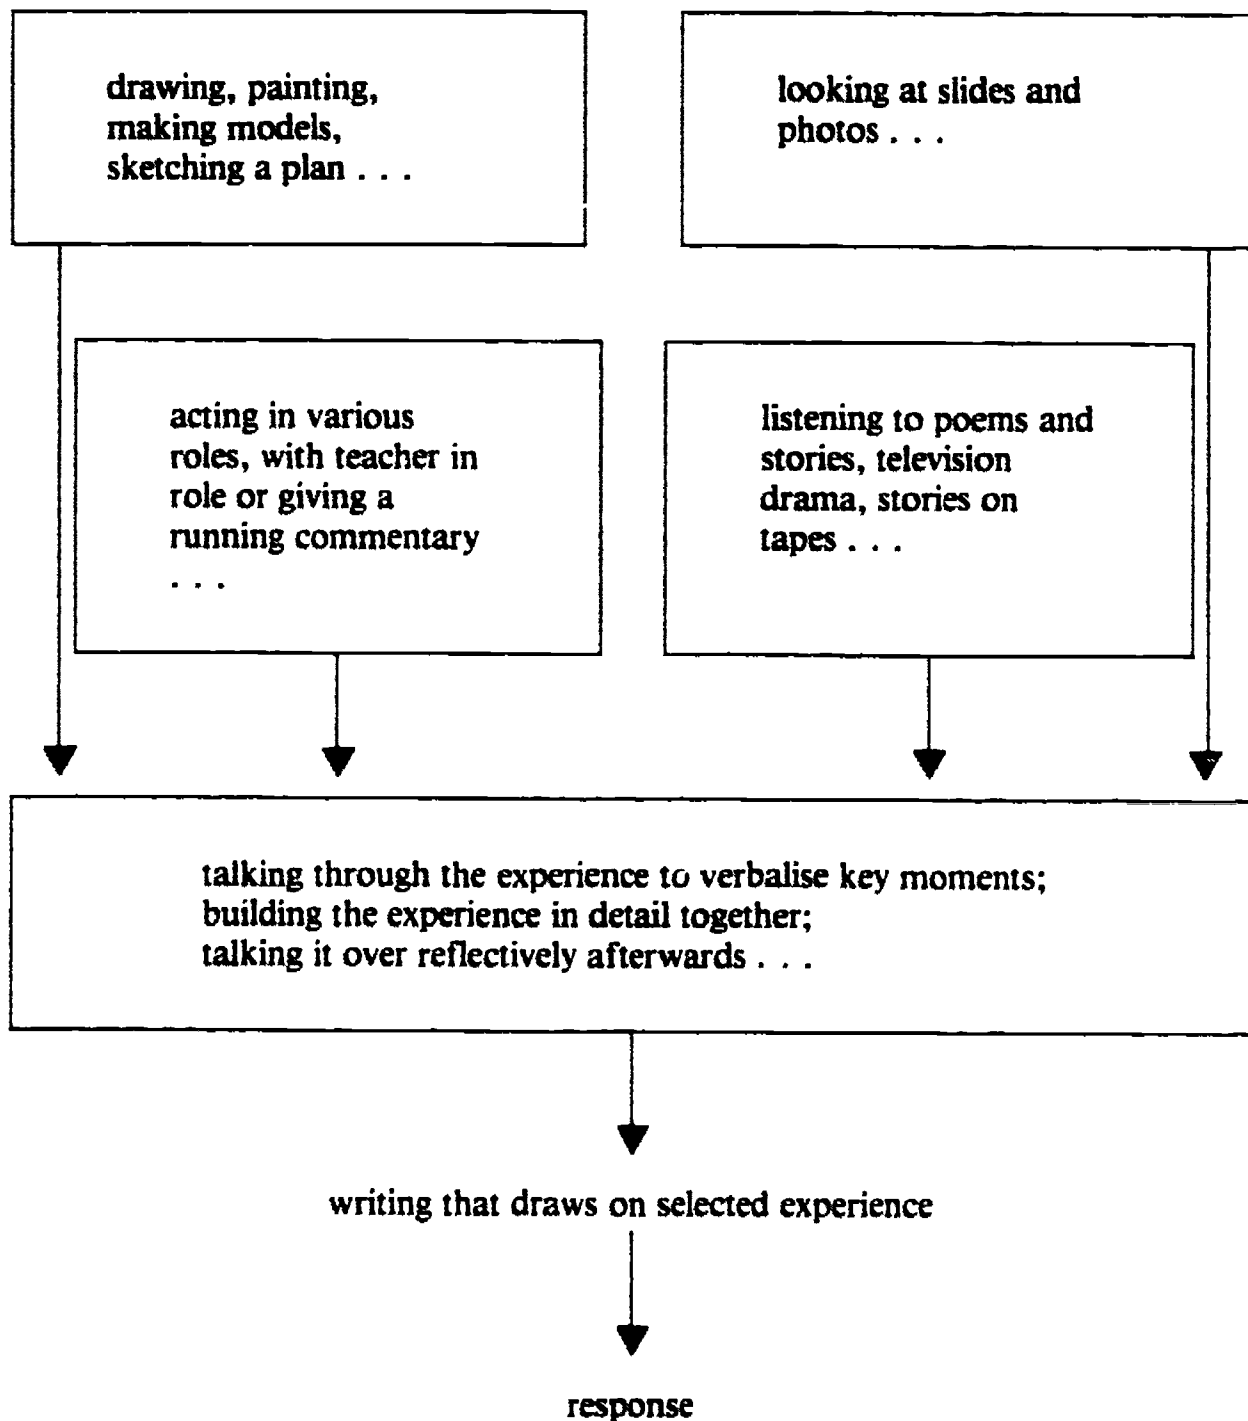 drawing, painting,
making models,
sketching a plan . . .
looking at slides and
photos . . .
acting in various
roles, with teacher in
role or giving a
running commentary
. . .
listening to poems and
stories, television
drama, stories on
tapes . . .
talking through the experience to verbalise key moments;
building the experience in detail together;
talking it over reflectively afterwards . . .
writing that draws on selected experience
response